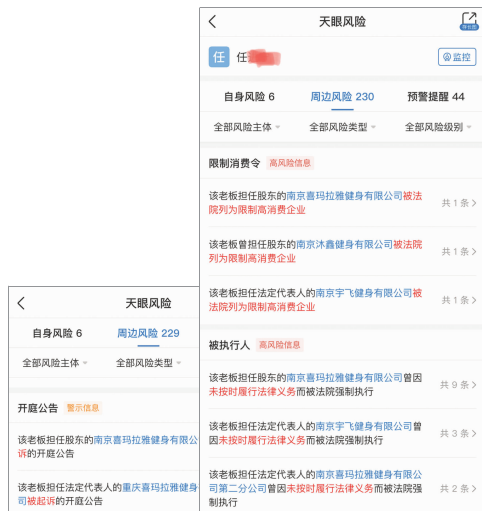 天眼风险
导长图
任 任
监控
自身风险 6 周边风险 230 预警提醒 44
全部风险主体 全部风险类型 全部风险级别
限制消费令 高风险信息
该老板担任股东的南京喜玛拉雅健身有限公司被法
院列为限制高消费企业
共 1 条 >
该老板曾担任股东的南京沐鑫健身有限公司被法院
列为限制高消费企业
共 1 条 >
该老板担任法定代表人的南京宇飞健身有限公司被
法院列为限制高消费企业
共 1 条 >
被执行人 高风险信息
该老板担任股东的南京喜玛拉雅健身有限公司曾因
未按时履行法律义务而被法院强制执行
共 9 条 >
该老板担任法定代表人的南京宇飞健身有限公司曾
因未按时履行法律义务而被法院强制执行
共 3 条 >
该老板担任法定代表人的南京喜玛拉雅健身有限公
司第二分公司曾因未按时履行法律义务而被法院强
制执行
共 2 条 >
天眼风险
自身风险 6 周边风险 229
全部风险主体 全部风险类型
开庭公告 警示信息
该老板担任股东的南京喜玛拉雅健身有限公
诉的开庭公告
该老板担任法定代表人的重庆喜玛拉雅健身
司被起诉的开庭公告